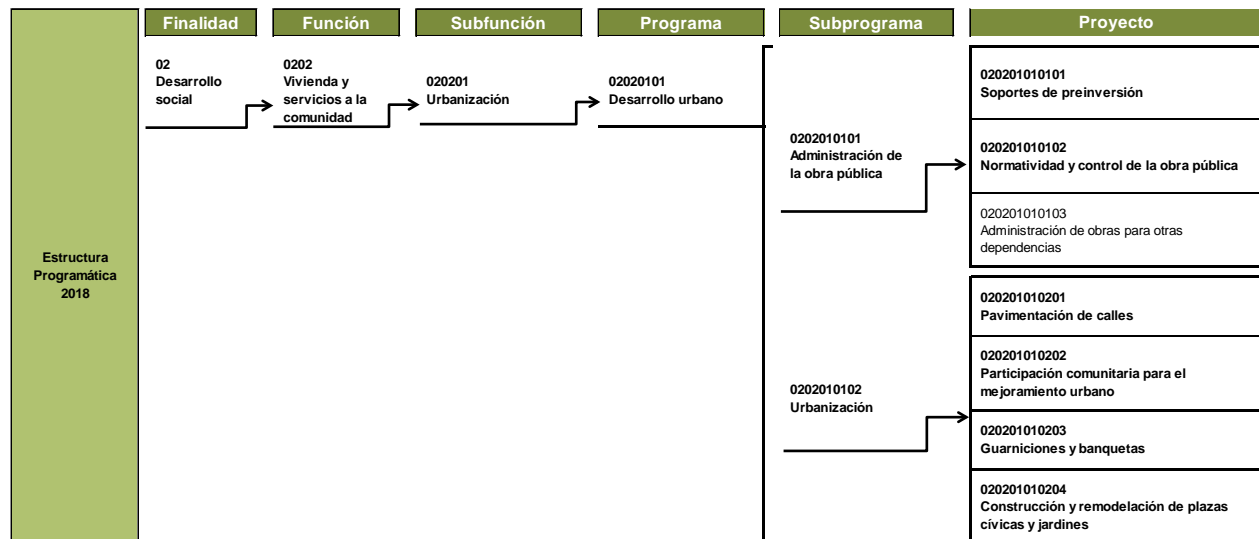 Finalidad
Función
Subfunción
Programa
Subprograma
Proyecto
Estructura
Programática
2018
02
Desarrollo
social
0202
Vivienda y
servicios a la
comunidad
020201
Urbanización
02020101
Desarrollo urbano
0202010101
Administración de
la obra pública
020201010101
Soportes de preinversión
020201010102
Normatividad y control de la obra pública
020201010103
Administración de obras para otras
dependencias
0202010102
Urbanización
020201010201
Pavimentación de calles
020201010202
Participación comunitaria para el
mejoramiento urbano
020201010203
Guarniciones y banquetas
020201010204
Construcción y remodelación de plazas
cívicas y jardines